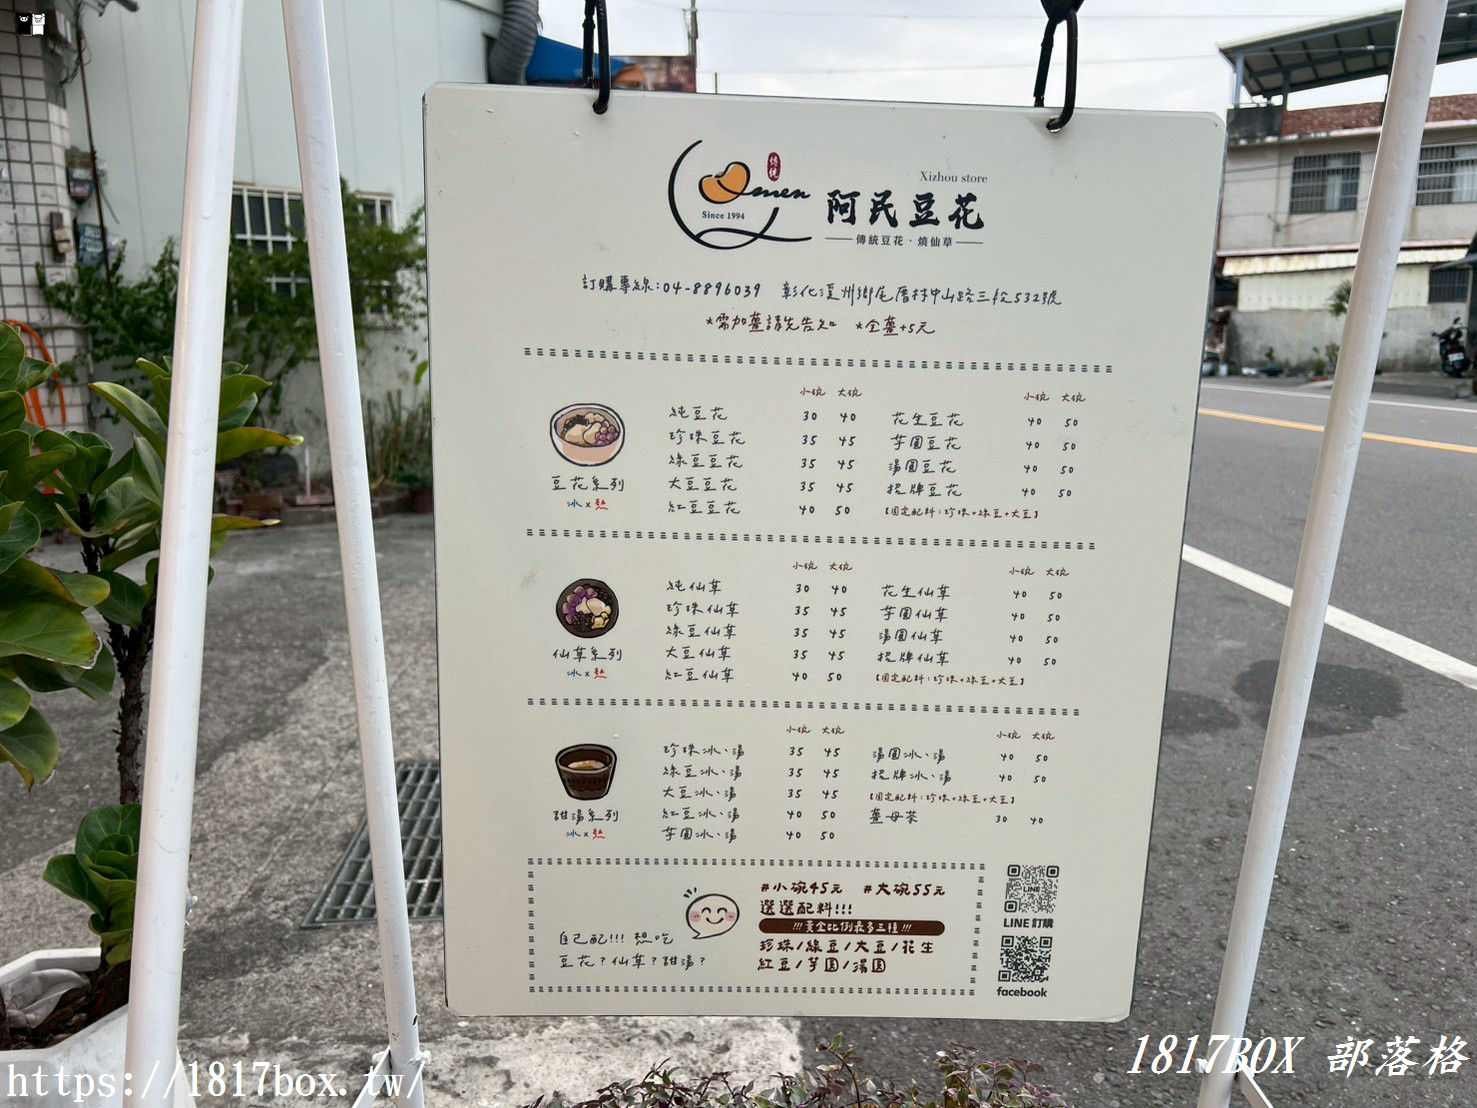 傳統
Qmen
Since 1994
Xizhou store
阿民豆花
傳統豆花·燒仙草
訂購專線:04-8896039 彰化溪州鄉尾厝村中山路三段532號
*需加薑請先告知 *全薑+5元
小碗 大碗 小碗 大碗
純豆花 30 40 花生豆花 40 50
珍珠豆花 35 45 芋圓豆花 40 50
綠豆豆花 35 45 湯圓豆花 40 50
大豆豆花 35 45 招牌豆花 40 50
紅豆豆花 40 50 【固定配料:珍珠+綠豆+大豆】
豆花系列
冰x熱
小碗 大碗 小碗 大碗
純仙草 30 40 花生仙草 40 50
珍珠仙草 35 45 芋圓仙草 40 50
綠豆仙草 35 45 湯圓仙草 40 50
大豆仙草 35 45 招牌仙草 40 50
紅豆仙草 40 50 【固定配料:珍珠+綠豆+大豆】
仙草系列
冰x熱
小碗 大碗 小碗 大碗
珍珠冰、湯 35 45 湯圓冰、湯 40 50
綠豆冰、湯 35 45 招牌冰、湯 40 50
大豆冰、湯 35 45 【固定配料:珍珠+綠豆+大豆】
紅豆冰、湯 40 50 薑母茶 30 40
芋圓冰、湯 40 50
甜湯系列
冰x熱
自己配!!! 想吃
豆花?仙草?甜湯?
#小碗45元 #大碗55元
選選配料!!!
!!!黃金比例最多三種!!!
珍珠/綠豆/大豆/花生
紅豆/芋圓/湯圓
LINE
LINE 訂購
facebook
https://1817box.tw/
1817BOX 部落格